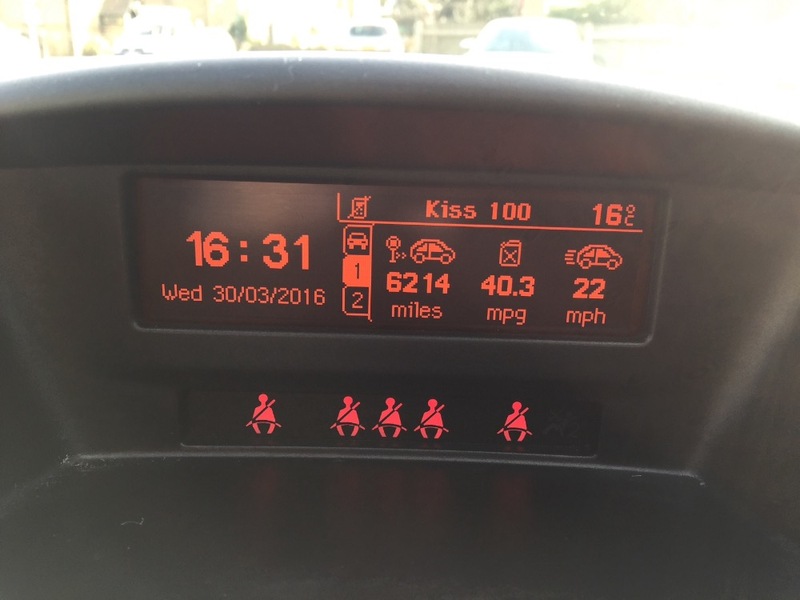 Kiss 100 16°C
16:31
Wed 30/03/2016
1
2
6214 40.3 22
miles mpg mph